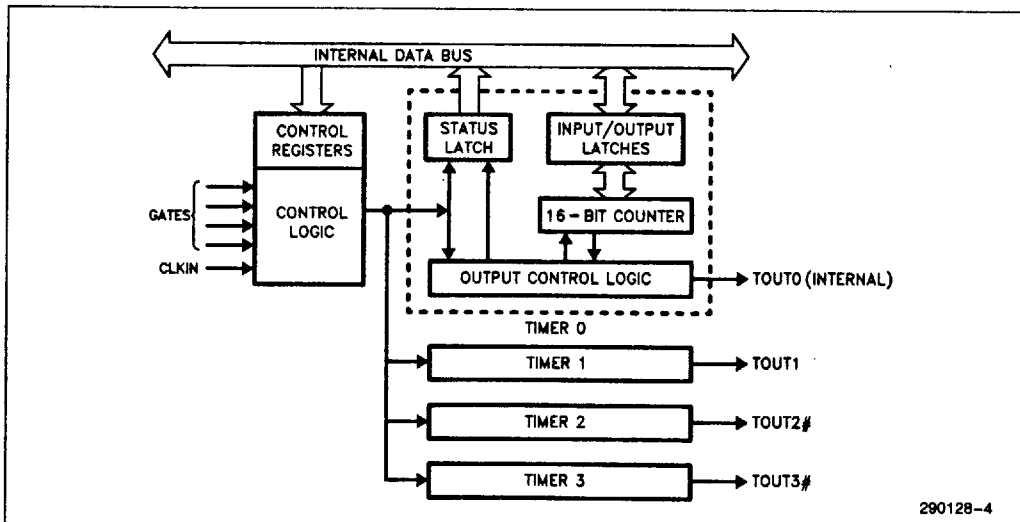 INTERNAL DATA BUS
CONTROL
REGISTERS
STATUS
LATCH
INPUT/OUTPUT
LATCHES
GATES
CONTROL
LOGIC
16-BIT COUNTER
CLKIN
OUTPUT CONTROL LOGIC
TOUT0 (INTERNAL)
TIMER 0
TIMER 1
TOUT1
TIMER 2
TOUT2#
TIMER 3
TOUT3#
290128-4